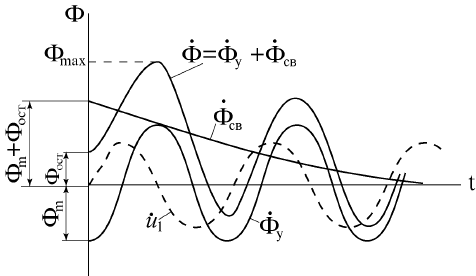 Φ
Φmax
Φ̇=Φ̇у +Φ̇св
Φ̇св
Φm+Φост
Φост
Φm
u̇1
Φ̇у
t